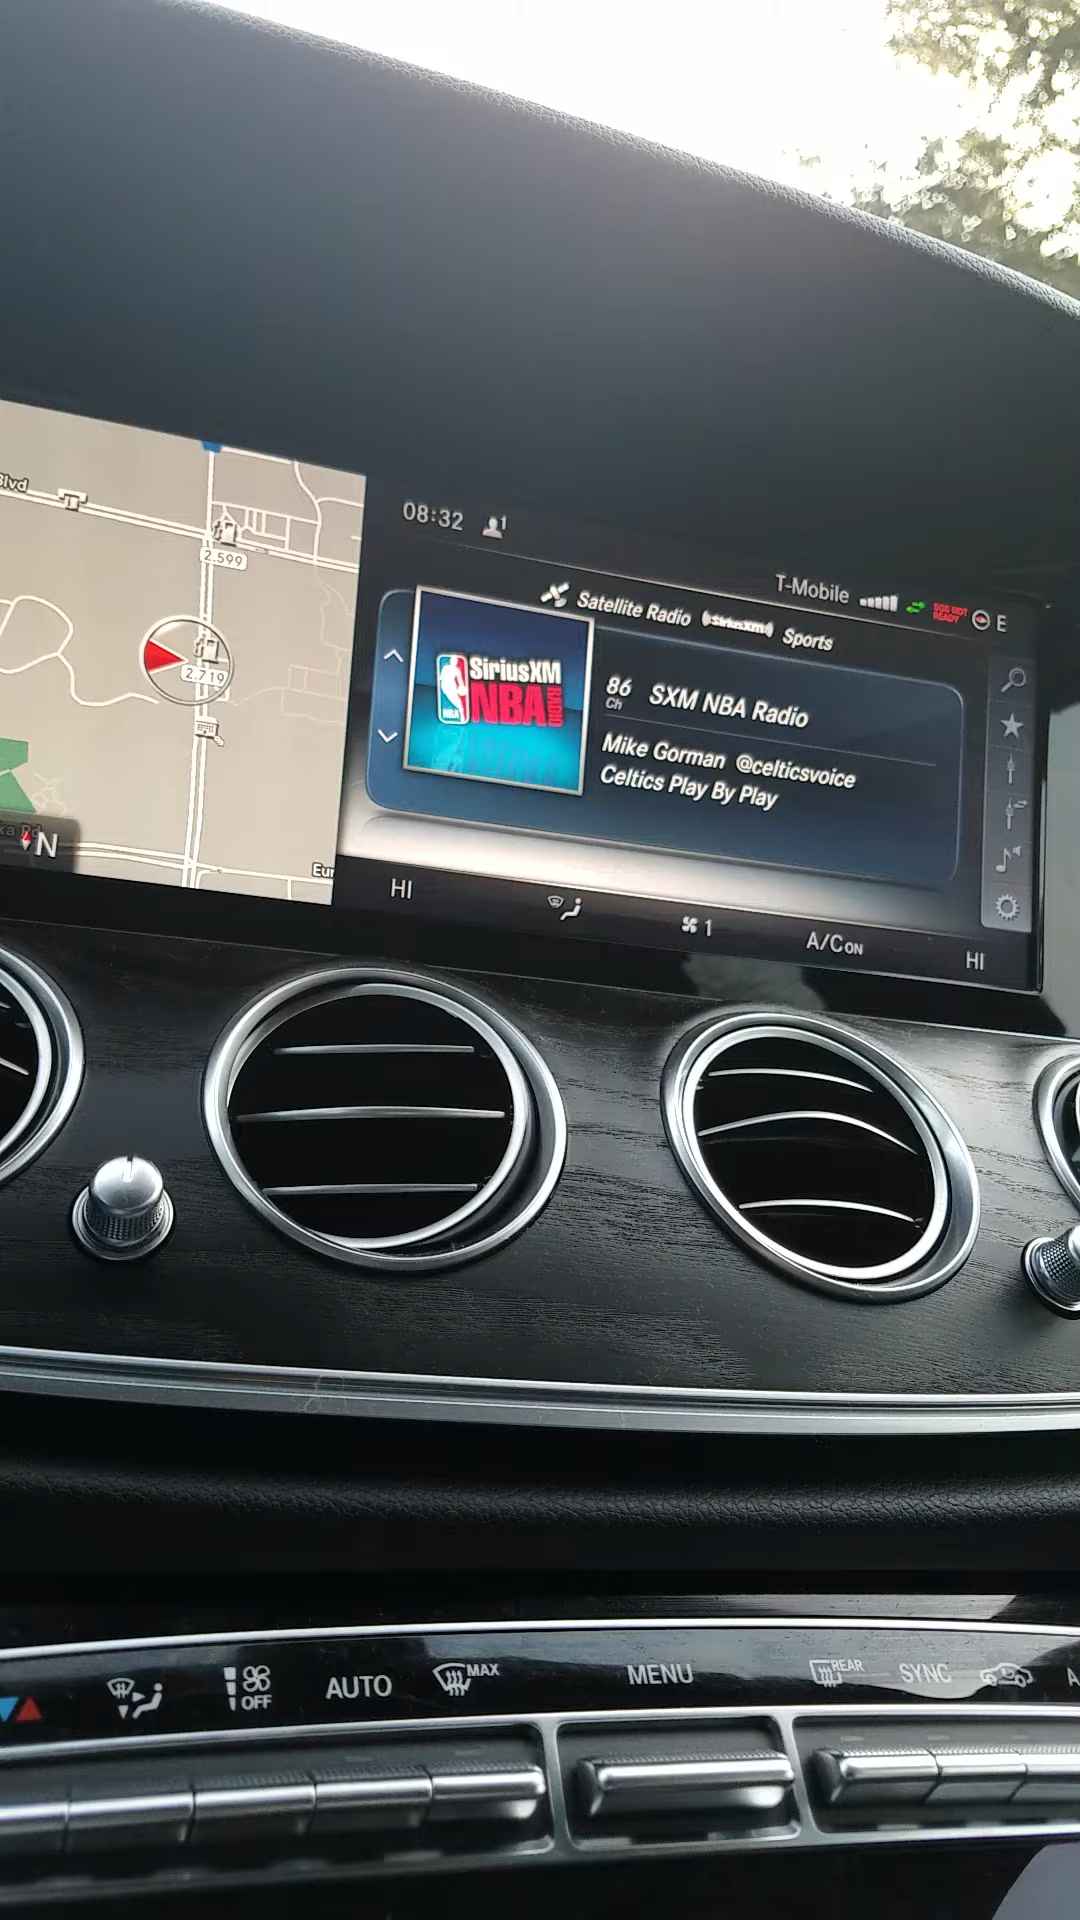 Blvd
2.599
2.719
N
08:32
1
T-Mobile
SOS NOT
READY
E
Satellite Radio
SiriusXM
Sports
SiriusXM
NBA
RADIO
NBA
86
Ch
SXM NBA Radio
Mike Gorman @celticsvoice
Celtics Play By Play
HI
1
A/C ON
HI
OFF
AUTO
MAX
MENU
REAR
SYNC
A